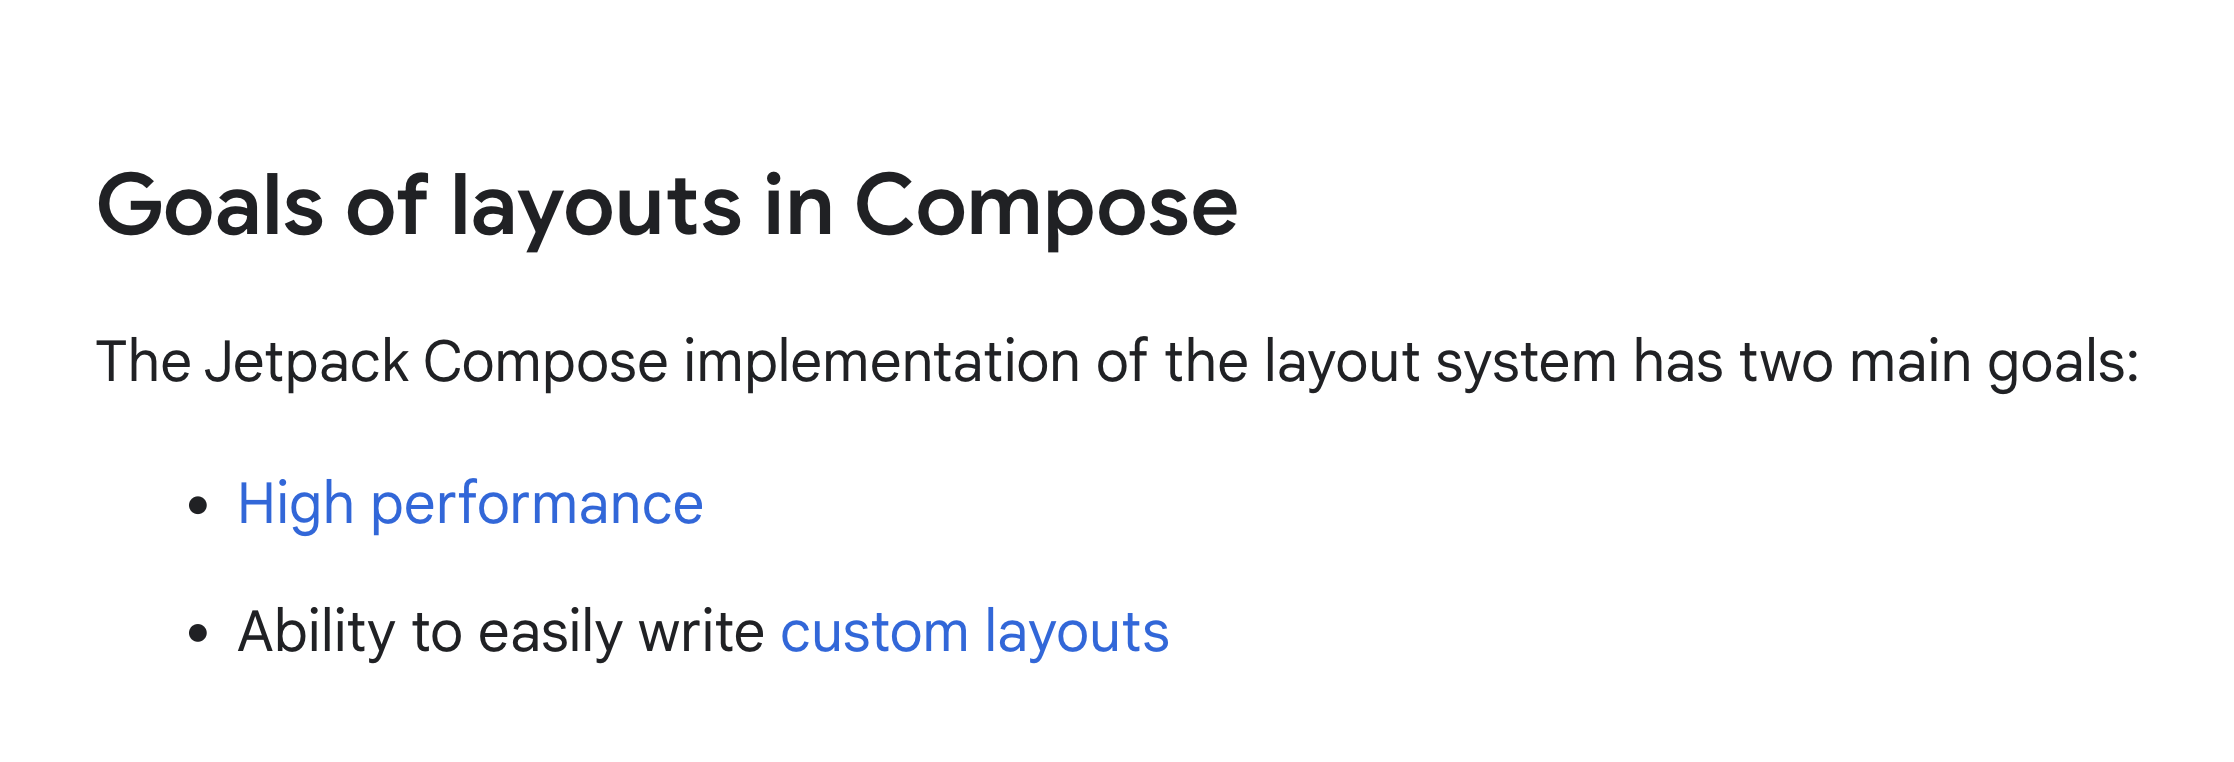 Goals of layouts in Compose
The Jetpack Compose implementation of the layout system has two main goals:
• High performance
• Ability to easily write custom layouts